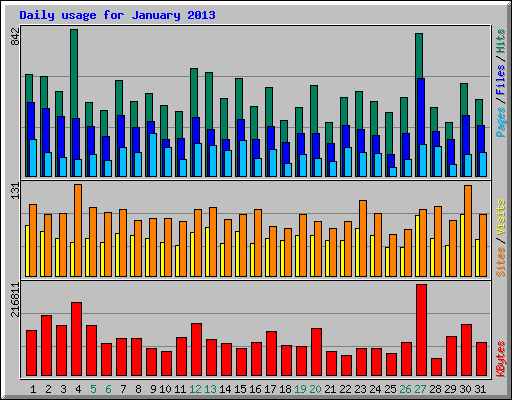 Daily usage for January 2013
842
Pages / Files / Hits
131
Sites / Visits
216811
KBytes
1 2 3 4 5 6 7 8 9 10 11 12 13 14 15 16 17 18 19 20 21 22 23 24 25 26 27 28 29 30 31